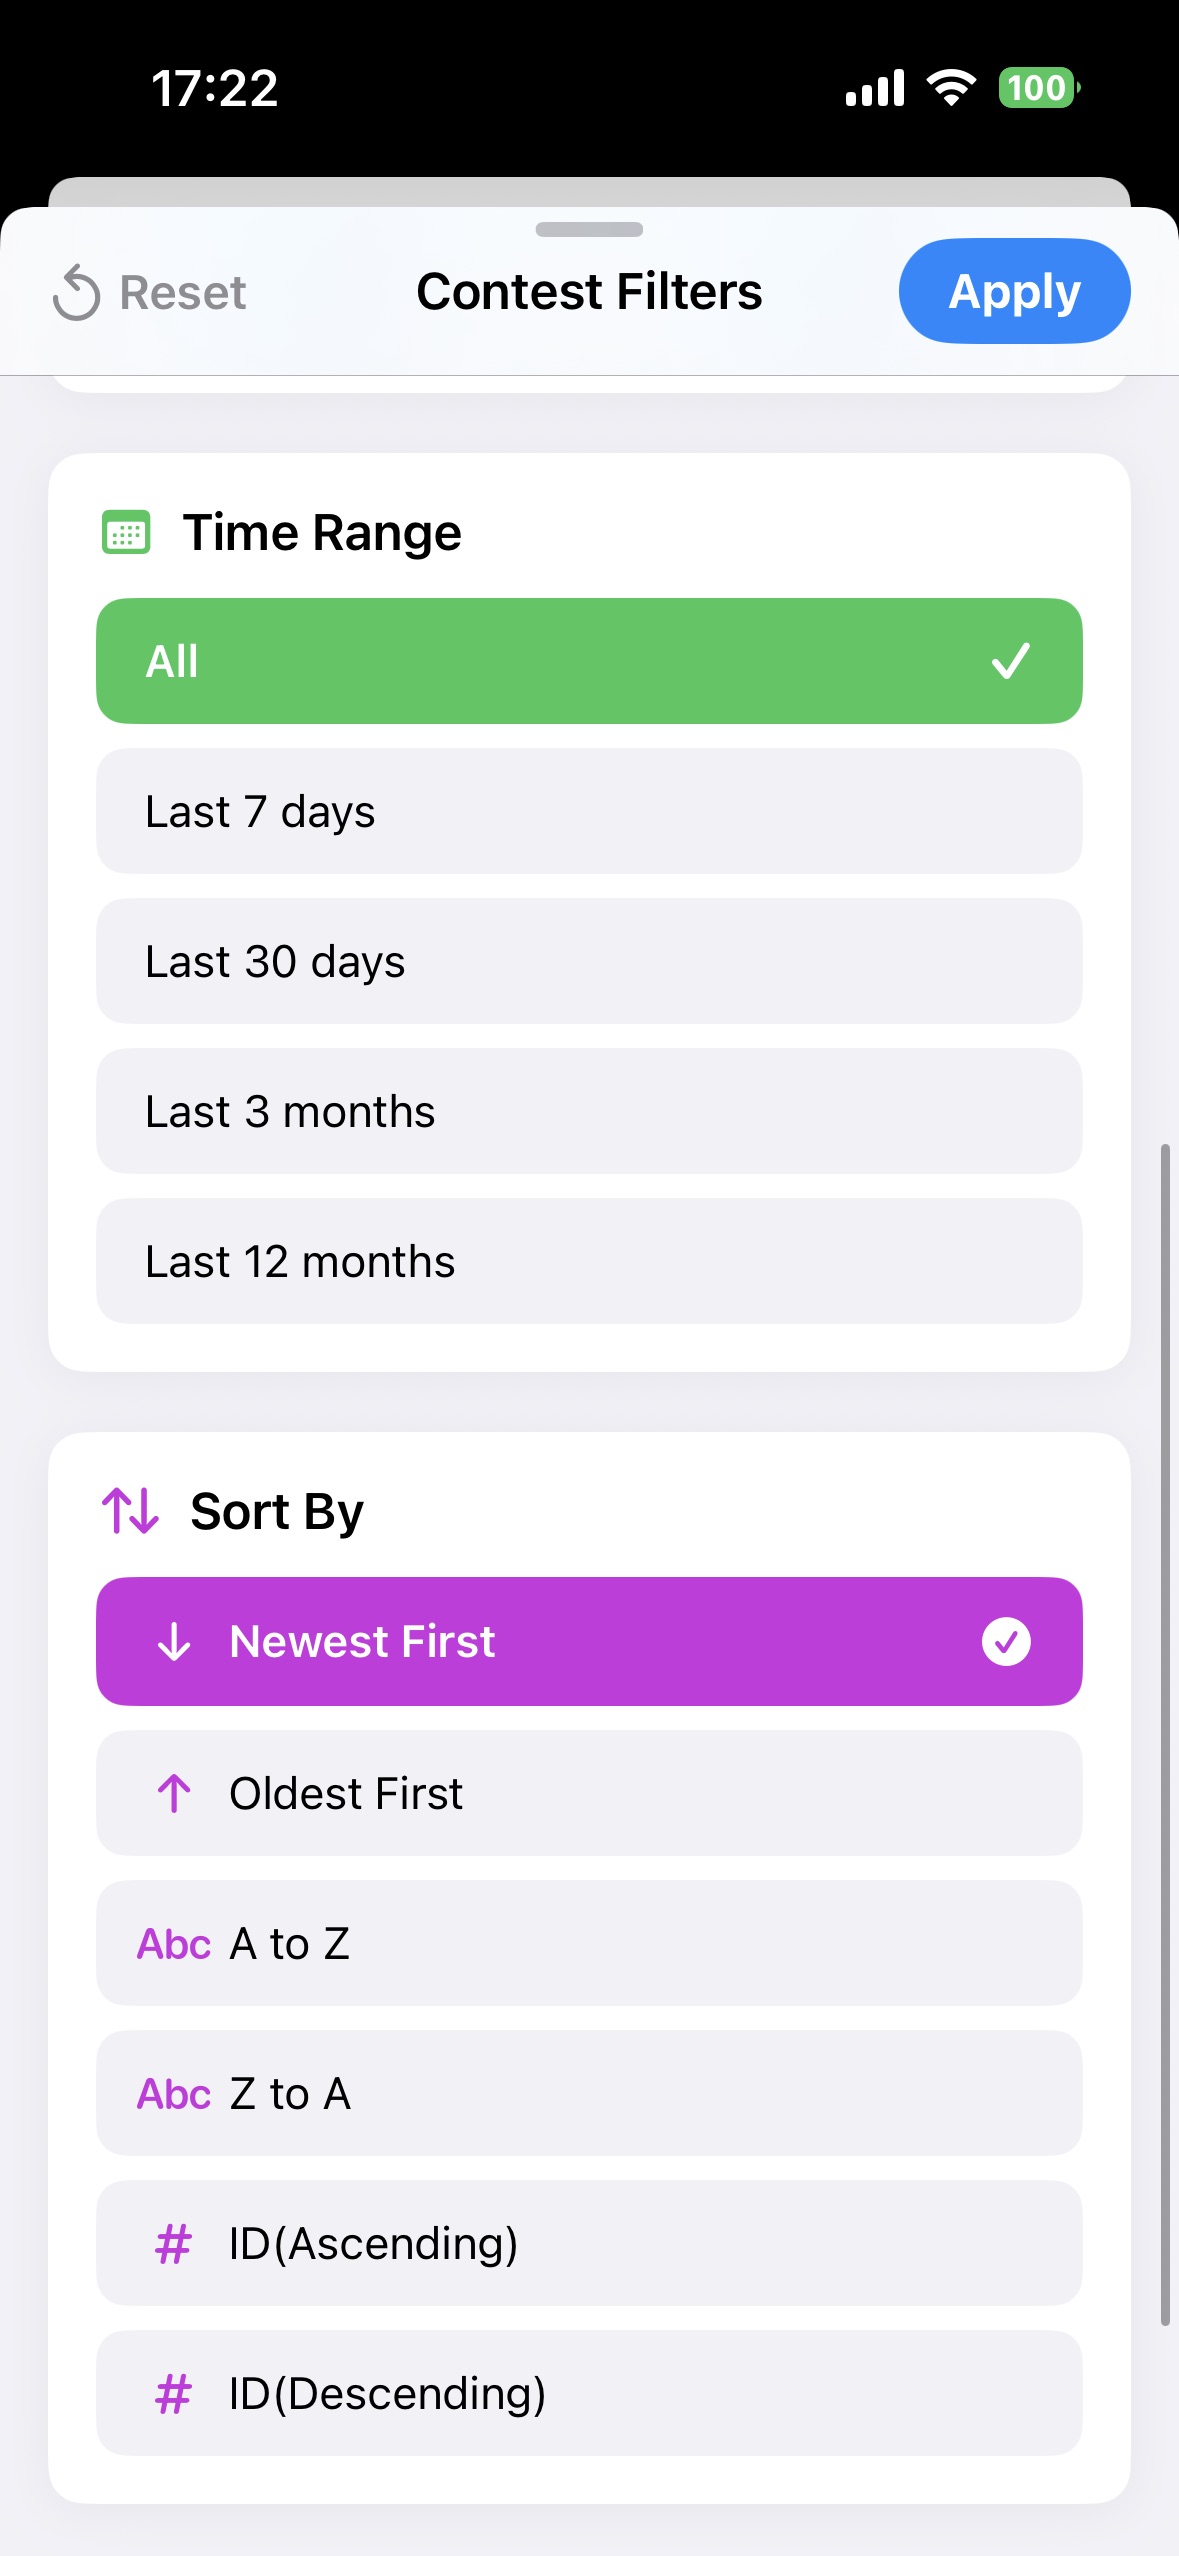 17:22
100
Reset
Contest Filters
Apply
Time Range
All
Last 7 days
Last 30 days
Last 3 months
Last 12 months
Sort By
Newest First
Oldest First
Abc A to Z
Abc Z to A
# ID(Ascending)
# ID(Descending)